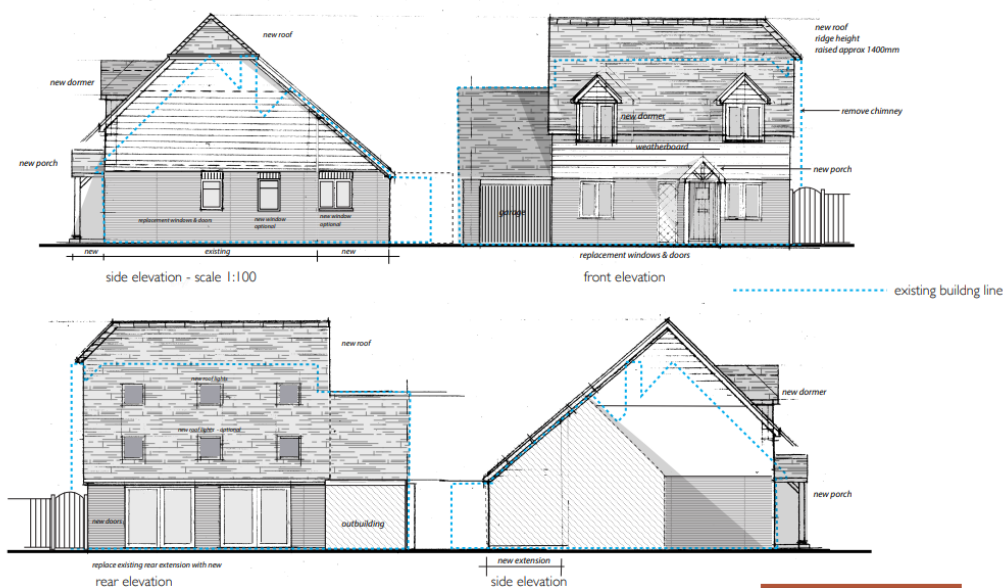 new roof
new dormer
new porch
replacement windows & doors
new window
optional
new window
optional
new
existing
new
side elevation - scale 1:100
new roof
ridge height
raised approx 1400mm
new dormer
remove chimney
weatherboard
new porch
garage
replacement windows & doors
front elevation
existing buildng line
new roof
new roof lights
new roof lights - optional
new doors
outbuilding
replace existing rear extension with new
rear elevation
new dormer
new porch
new extension
side elevation